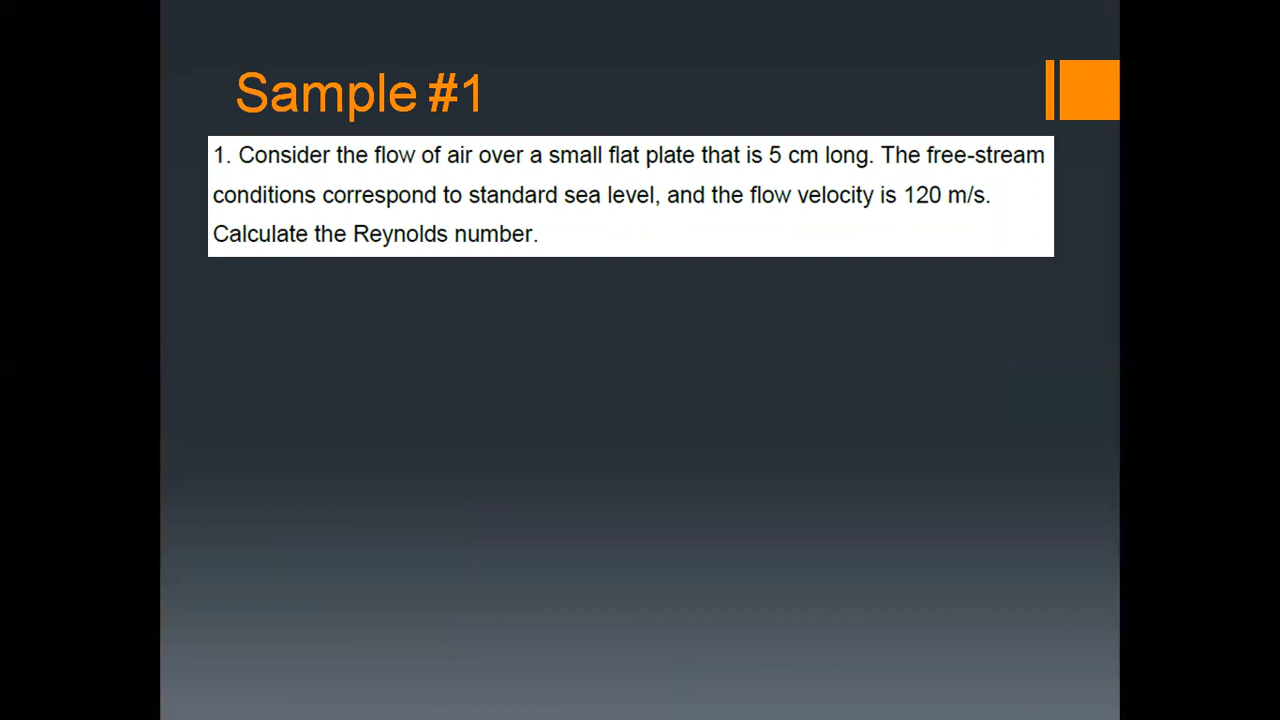 Sample #1
1. Consider the flow of air over a small flat plate that is 5 cm long. The free-stream
conditions correspond to standard sea level, and the flow velocity is 120 m/s.
Calculate the Reynolds number.